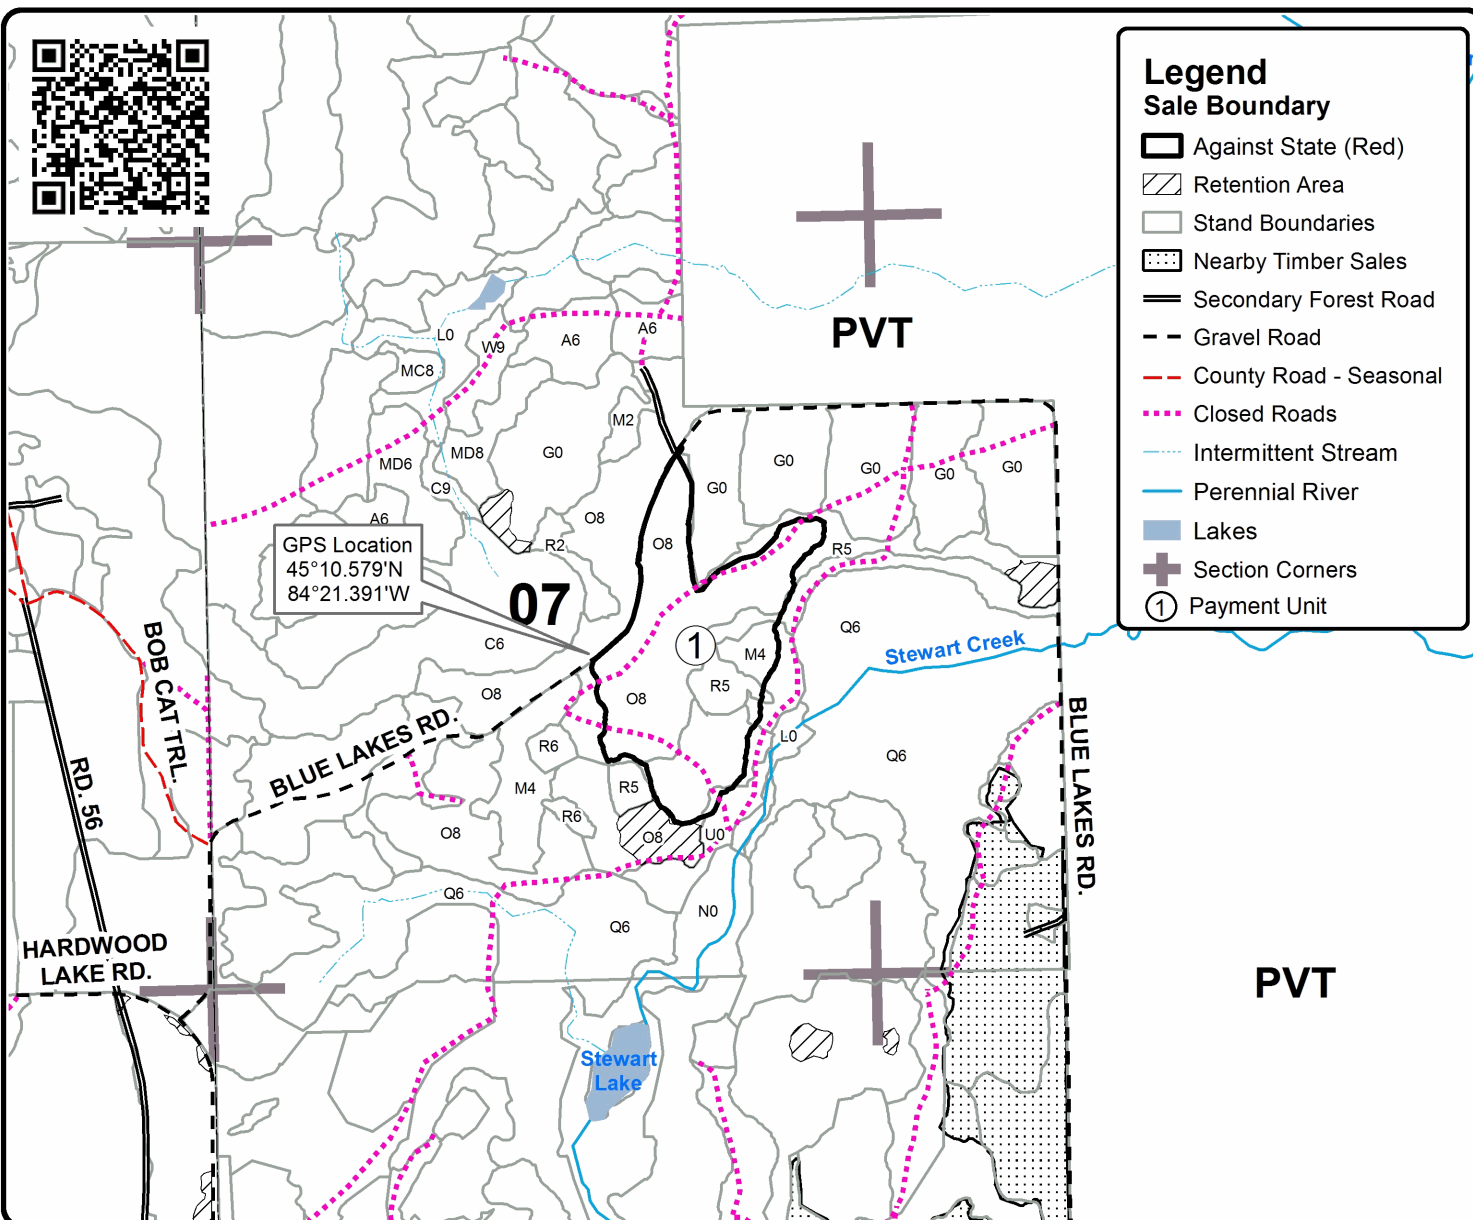 Legend
Sale Boundary
Against State (Red)
Retention Area
Stand Boundaries
Nearby Timber Sales
Secondary Forest Road
Gravel Road
County Road - Seasonal
Closed Roads
Intermittent Stream
Perennial River
Lakes
Section Corners
1 Payment Unit
PVT
L0
W9
A6
A6
MC8
M2
MD6
MD8
G0
G0
G0
G0
G0
G0
C9
A6
O8
R2
O8
R5
GPS Location
45°10.579'N
84°21.391'W
07
C6
1
M4
Q6
Stewart Creek
O8
O8
R5
BOB CAT TRL.
BLUE LAKES RD.
BLUE LAKES RD.
RD. 56
R6
L0
Q6
M4
R5
R6
O8
O8
U0
Q6
Q6
N0
HARDWOOD
LAKE RD.
PVT
Stewart
Lake